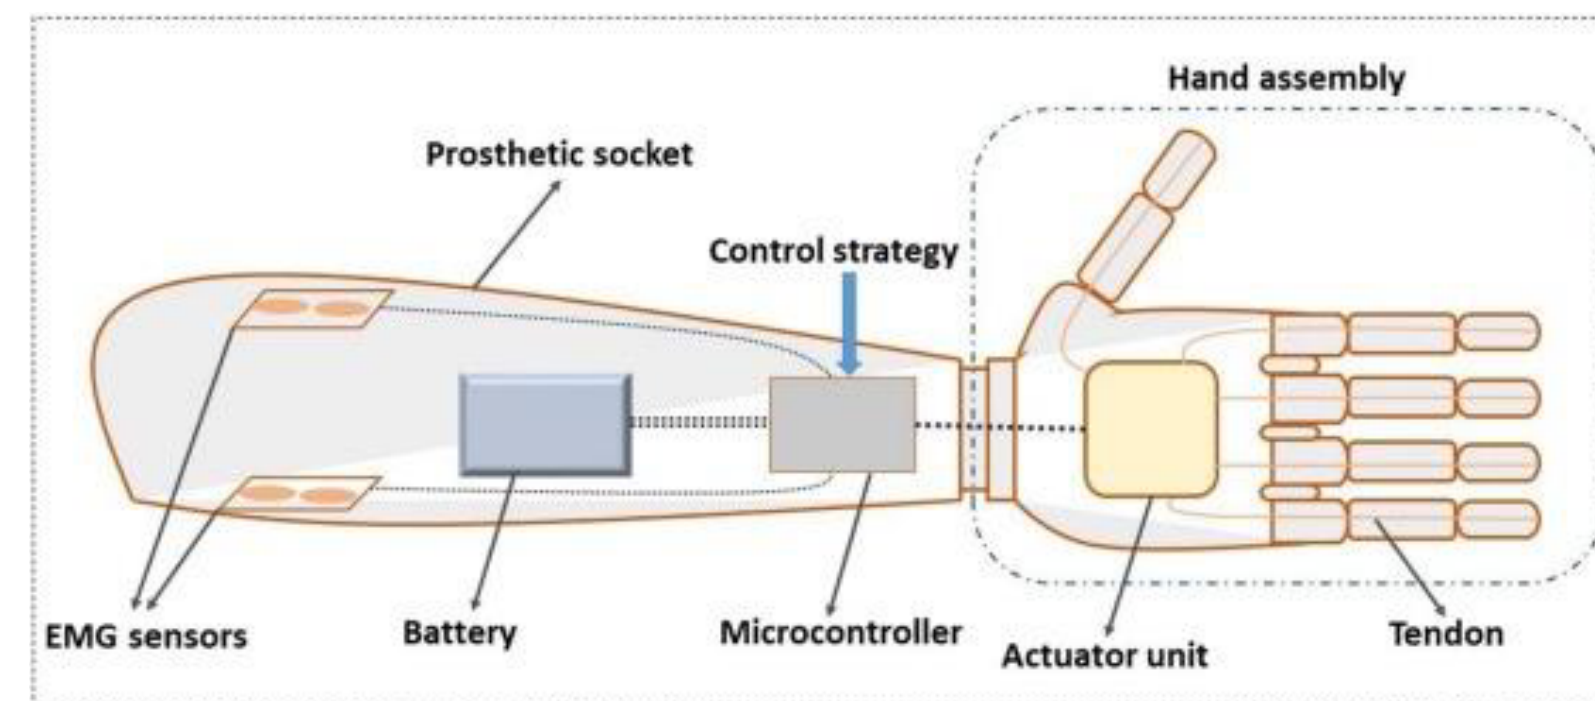 Hand assembly
Prosthetic socket
Control strategy
EMG sensors
Battery
Microcontroller
Actuator unit
Tendon